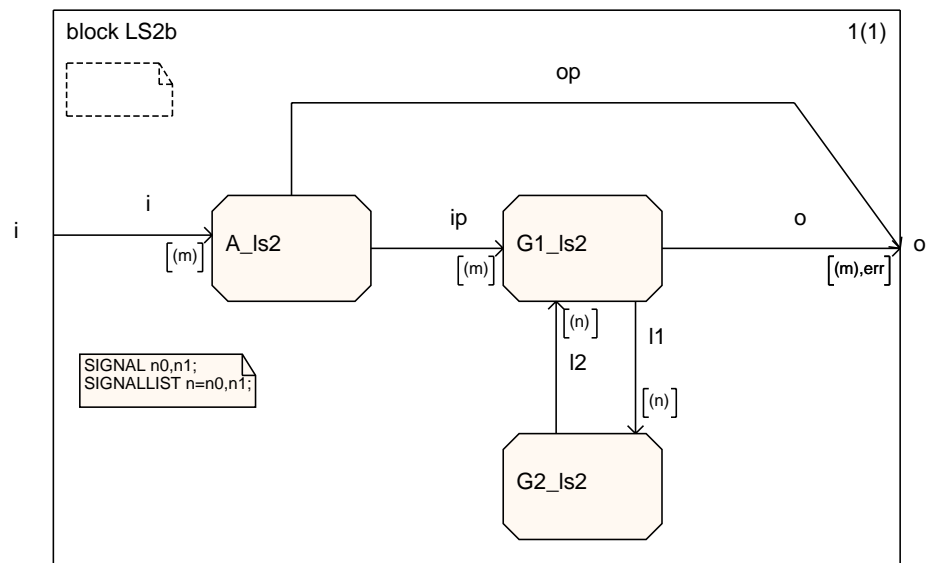 block LS2b
1(1)
op
i
i
[(m)]
A_ls2
ip
[(m)]
G1_ls2
o
o
[(m),err]
[(n)]
l2
l1
[(n)]
SIGNAL n0,n1;
SIGNALLIST n=n0,n1;
G2_ls2